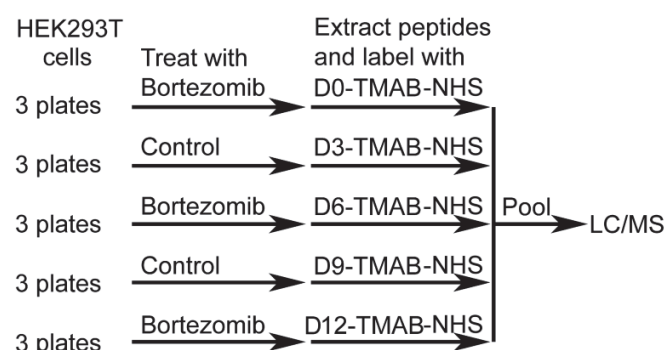 HEK293T
cells
Treat with
Extract peptides
and label with
3 plates
Bortezomib
D0-TMAB-NHS
3 plates
Control
D3-TMAB-NHS
3 plates
Bortezomib
D6-TMAB-NHS
Pool
LC/MS
3 plates
Control
D9-TMAB-NHS
3 plates
Bortezomib
D12-TMAB-NHS